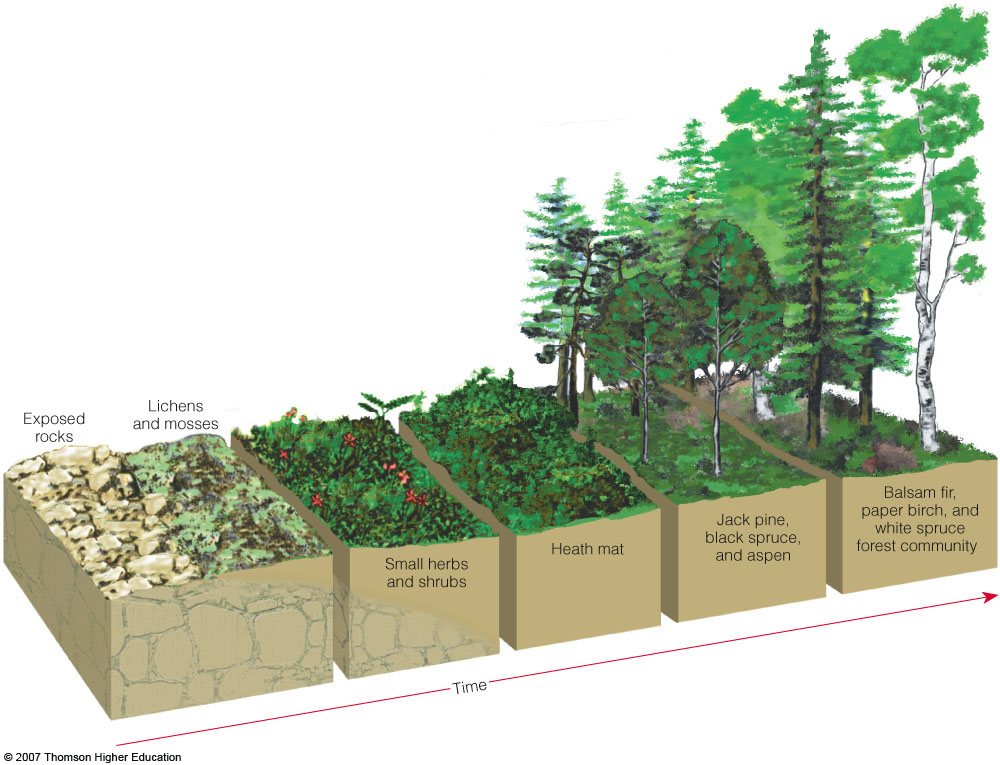 Exposed
rocks
Lichens
and mosses
Small herbs
and shrubs
Heath mat
Jack pine,
black spruce,
and aspen
Balsam fir,
paper birch, and
white spruce
forest community
Time
© 2007 Thomson Higher Education